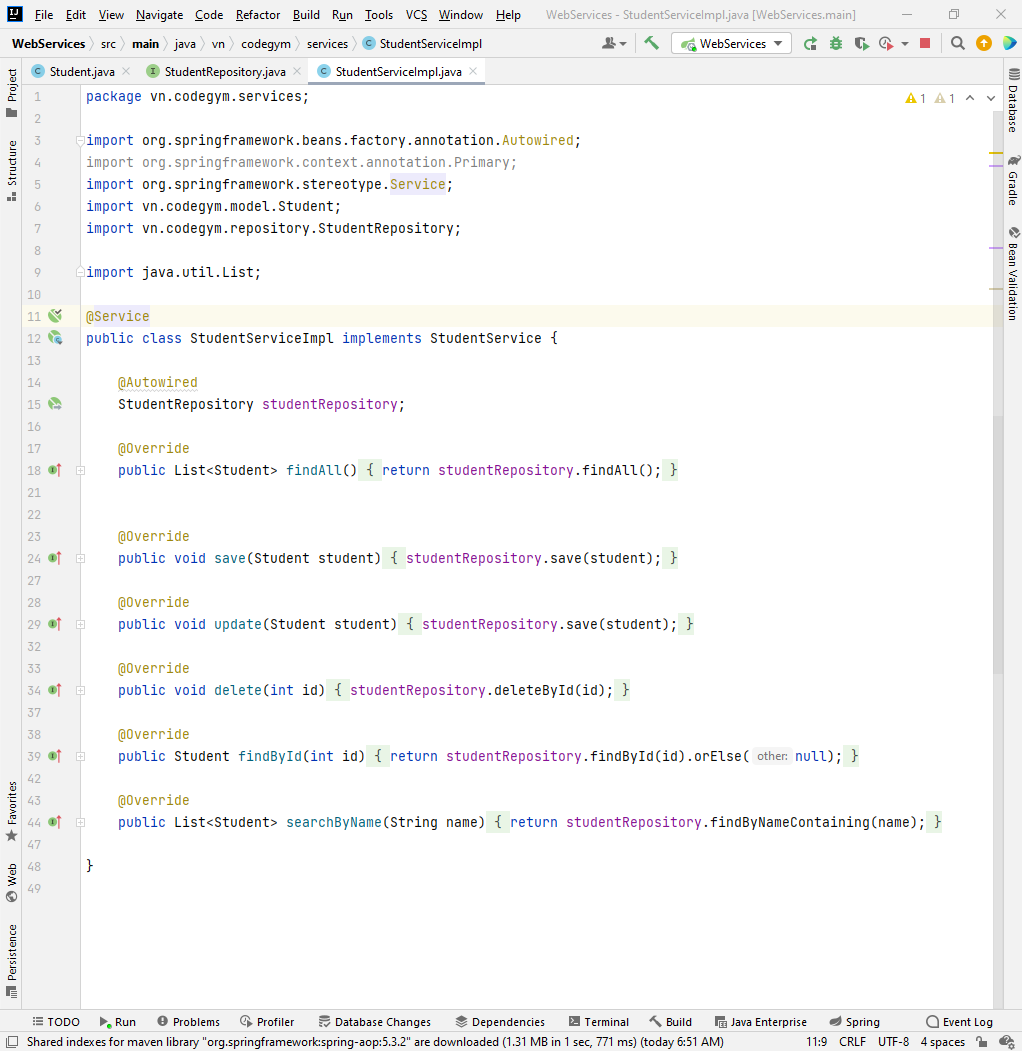 IJ File Edit View Navigate Code Refactor Build Run Tools VCS Window Help WebServices - StudentServiceImpl.java [WebServices.main]
WebServices src main java vn codegym services C StudentServiceImpl WebServices
C Student.java I StudentRepository.java C StudentServiceImpl.java
Project
Structure
Favorites
Web
Persistence
1 package vn.codegym.services; 1 1
2
3 import org.springframework.beans.factory.annotation.Autowired;
4 import org.springframework.context.annotation.Primary;
5 import org.springframework.stereotype.Service;
6 import vn.codegym.model.Student;
7 import vn.codegym.repository.StudentRepository;
8
9 import java.util.List;
10
11 @Service
12 public class StudentServiceImpl implements StudentService {
13
14 @Autowired
15 StudentRepository studentRepository;
16
17 @Override
18 public List<Student> findAll() { return studentRepository.findAll(); }
21
22
23 @Override
24 public void save(Student student) { studentRepository.save(student); }
27
28 @Override
29 public void update(Student student) { studentRepository.save(student); }
32
33 @Override
34 public void delete(int id) { studentRepository.deleteById(id); }
37
38 @Override
39 public Student findById(int id) { return studentRepository.findById(id).orElse( other: null); }
42
43 @Override
44 public List<Student> searchByName(String name) { return studentRepository.findByNameContaining(name); }
47
48 }
49
Database
Gradle
Bean Validation
TODO Run Problems Profiler Database Changes Dependencies Terminal Build Java Enterprise Spring Event Log
Shared indexes for maven library "org.springframework:spring-aop:5.3.2" are downloaded (1.31 MB in 1 sec, 771 ms) (today 6:51 AM) 11:9 CRLF UTF-8 4 spaces